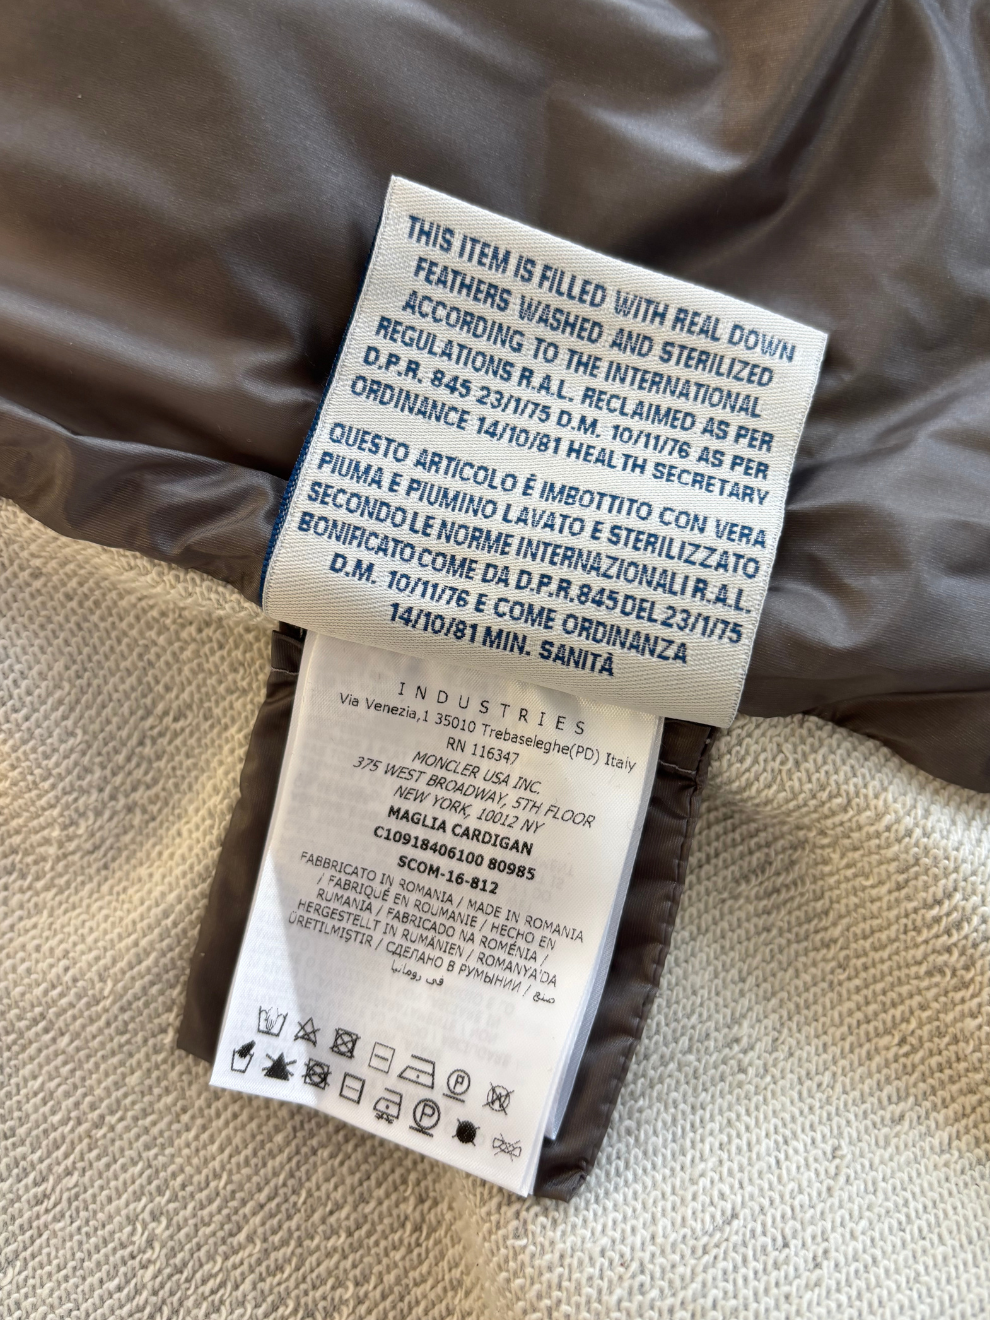 THIS ITEM IS FILLED WITH REAL DOWN
FEATHERS WASHED AND STERILIZED
ACCORDING TO THE INTERNATIONAL
REGULATIONS R.A.L. RECLAIMED AS PER
D.P.R. 845 23/1/75 D.M. 10/11/76 AS PER
ORDINANCE 14/10/81 HEALTH SECRETARY
QUESTO ARTICOLO È IMBOTTITO CON VERA
PIUMA E PIUMINO LAVATO E STERILIZZATO
SECONDO LE NORME INTERNAZIONALI R.A.L.
BONIFICATO COME DA D.P.R. 845 DEL 23/1/75
D.M. 10/11/76 E COME ORDINANZA
14/10/81 MIN. SANITÀ
INDUSTRIES
Via Venezia,1 35010 Trebaseleghe(PD) Italy
RN 116347
MONCLER USA INC.
375 WEST BROADWAY, 5TH FLOOR
NEW YORK, 10012 NY
MAGLIA CARDIGAN
C10918406100 80985
SCOM-16-812
FABBRICATO IN ROMANIA / MADE IN ROMANIA
/ FABRIQUÉ EN ROUMANIE / HECHO EN
RUMANIA / FABRICADO NA ROMÉNIA /
HERGESTELLT IN RUMÄNIEN / ROMANYA'DA
ÜRETILMIŞTIR / СДЕЛАНО В РУМЫНИИ / صنع
في رومانيا
P
P